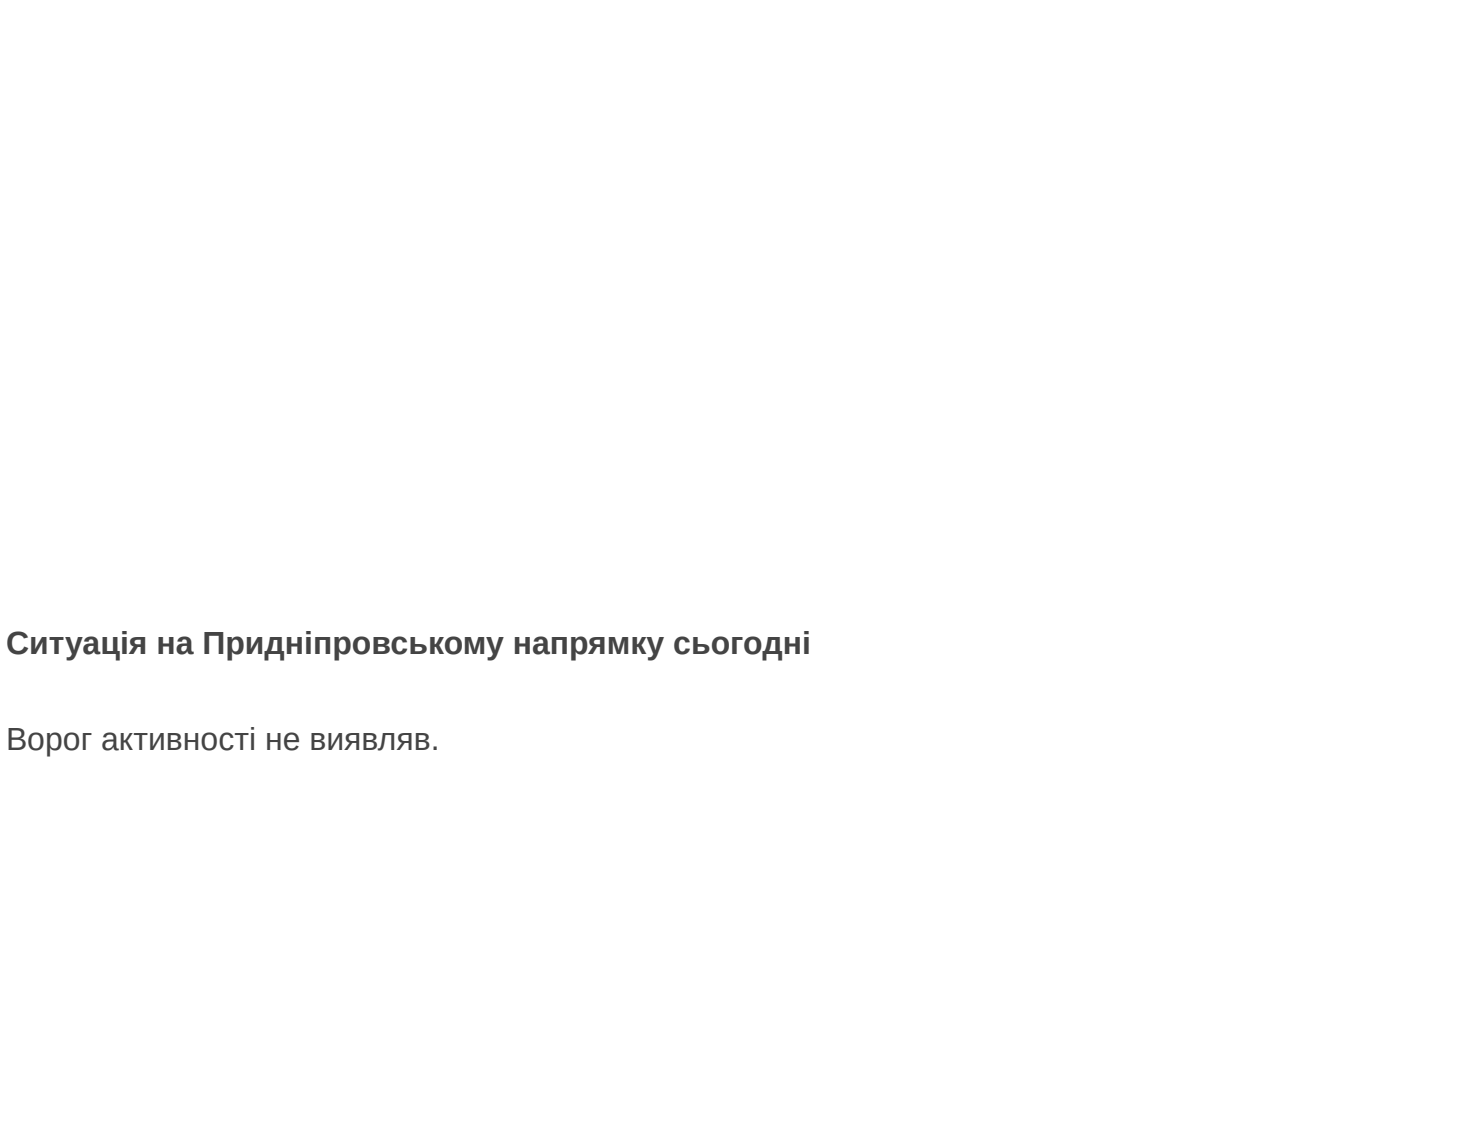 Ситуація на Придніпровському напрямку сьогодні
Ворог активності не виявляв.